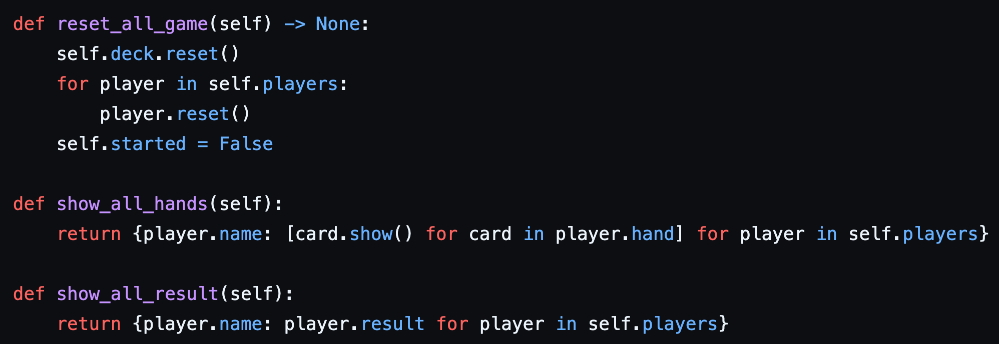 def reset_all_game(self) -> None:
    self.deck.reset()
    for player in self.players:
        player.reset()
    self.started = False

def show_all_hands(self):
    return {player.name: [card.show() for card in player.hand] for player in self.players}

def show_all_result(self):
    return {player.name: player.result for player in self.players}